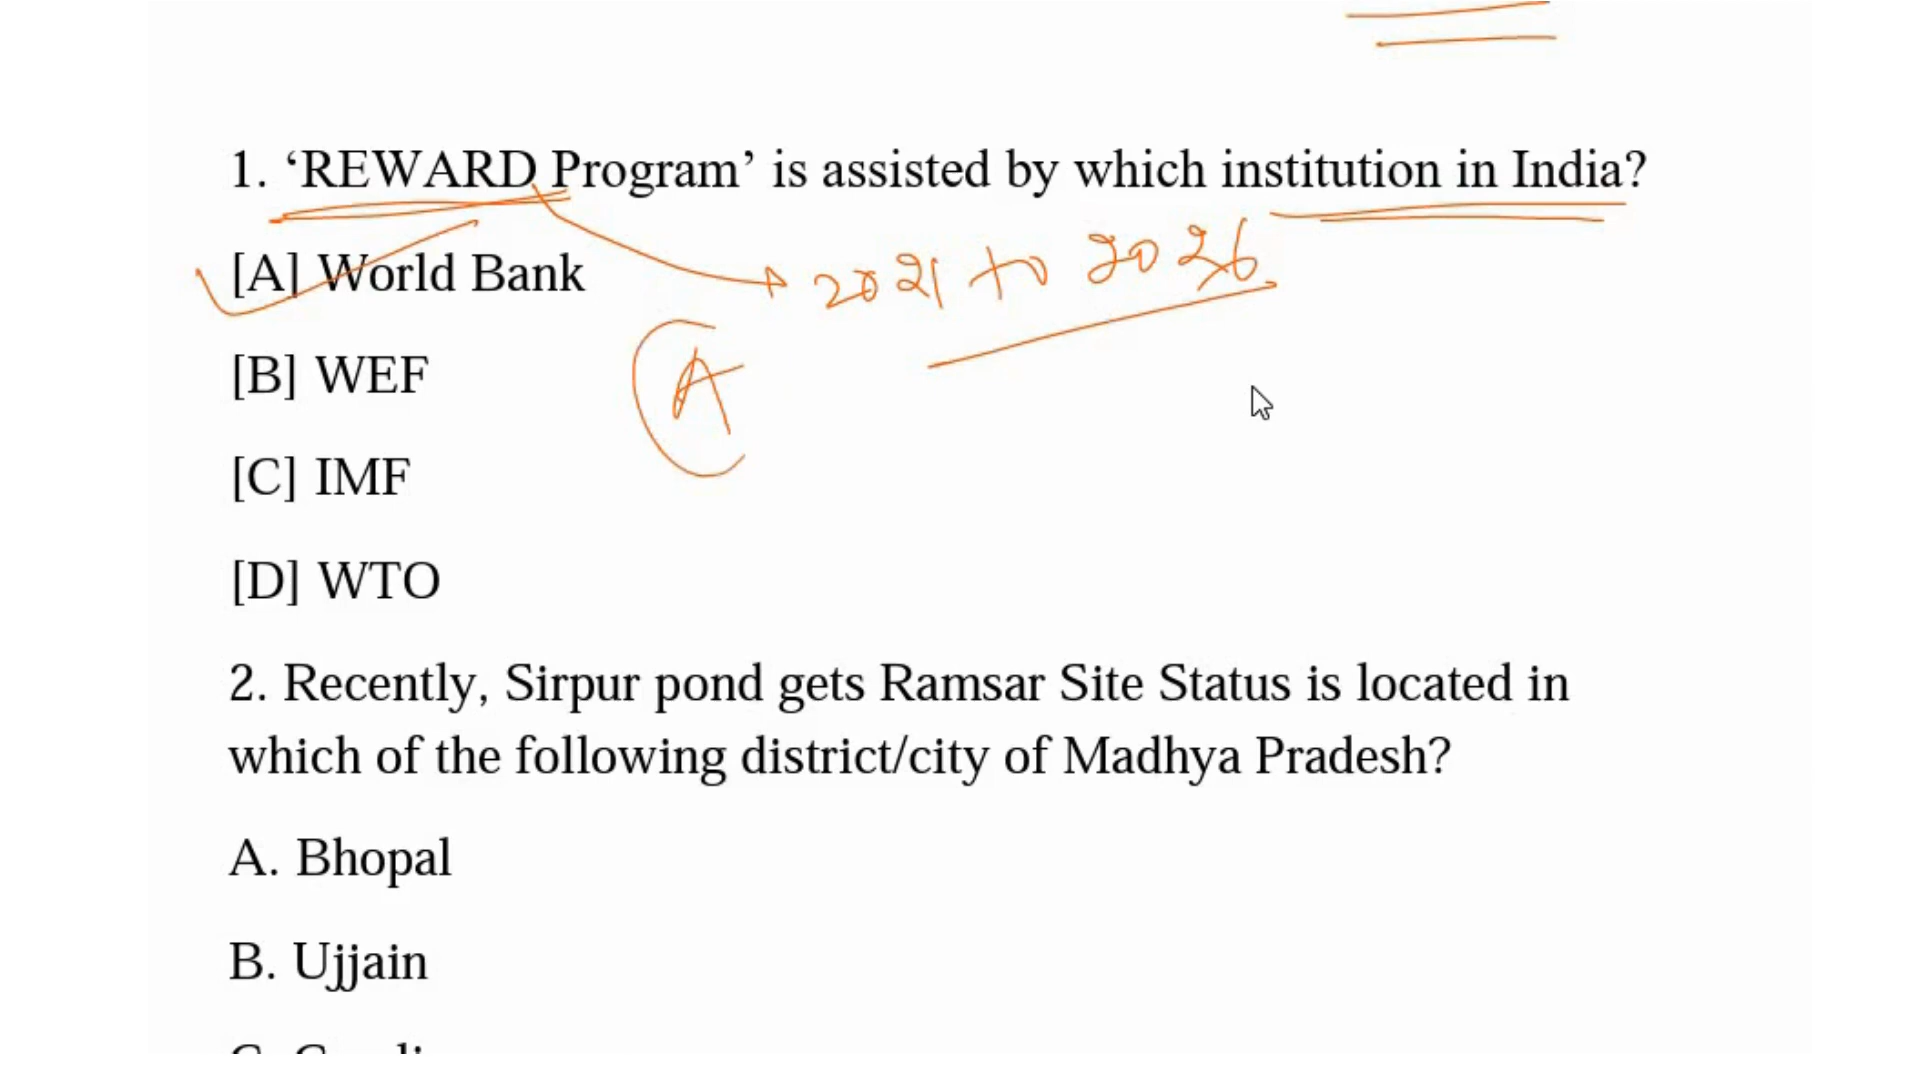 1. ‘REWARD Program’ is assisted by which institution in India?
[A] World Bank
2021 to 2026
[B] WEF
A
[C] IMF
[D] WTO
2. Recently, Sirpur pond gets Ramsar Site Status is located in
which of the following district/city of Madhya Pradesh?
A. Bhopal
B. Ujjain